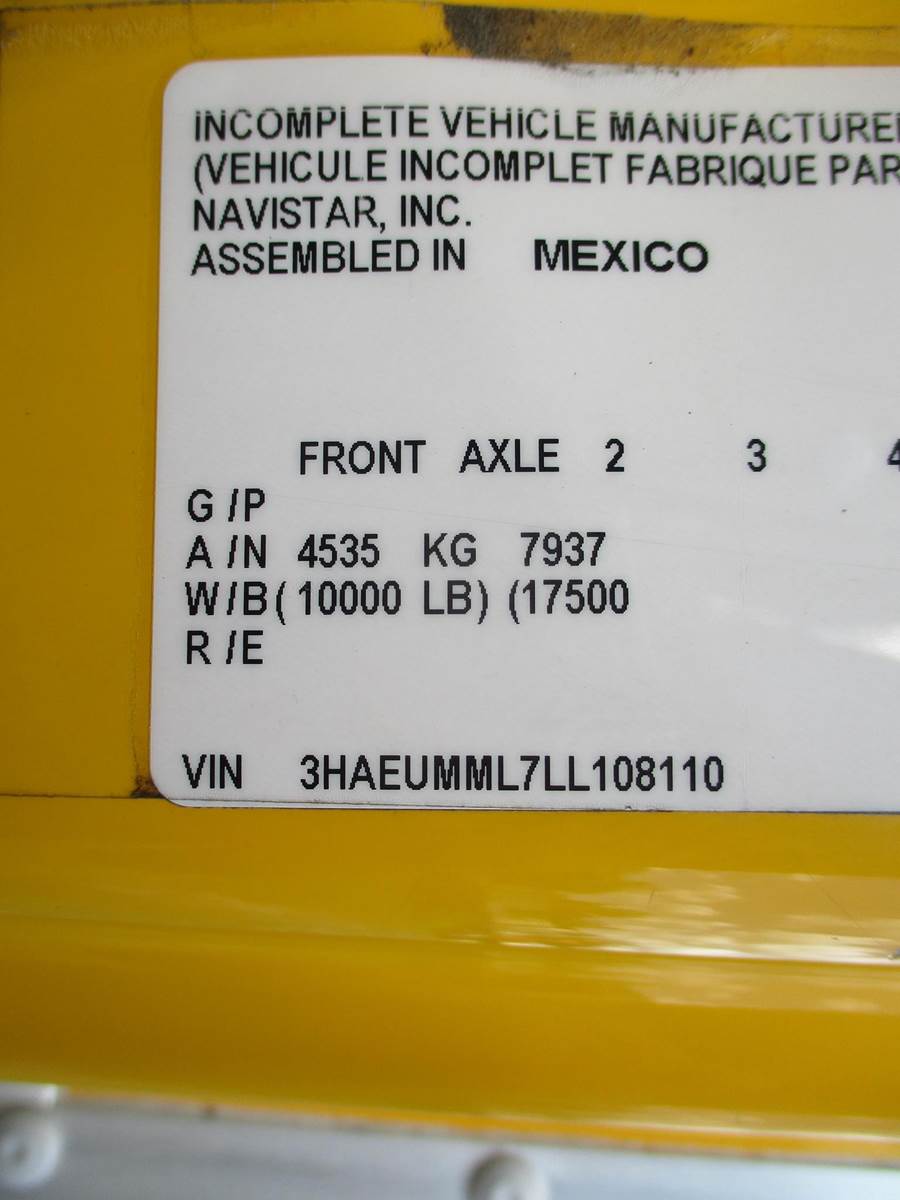 INCOMPLETE VEHICLE MANUFACTURE
(VEHICULE INCOMPLET FABRIQUE PAR
NAVISTAR, INC.
ASSEMBLED IN MEXICO
FRONT AXLE 2 3 4
G /P
A /N 4535 KG 7937
W/B( 10000 LB) (17500
R /E
VIN 3HAEUMML7LL108110